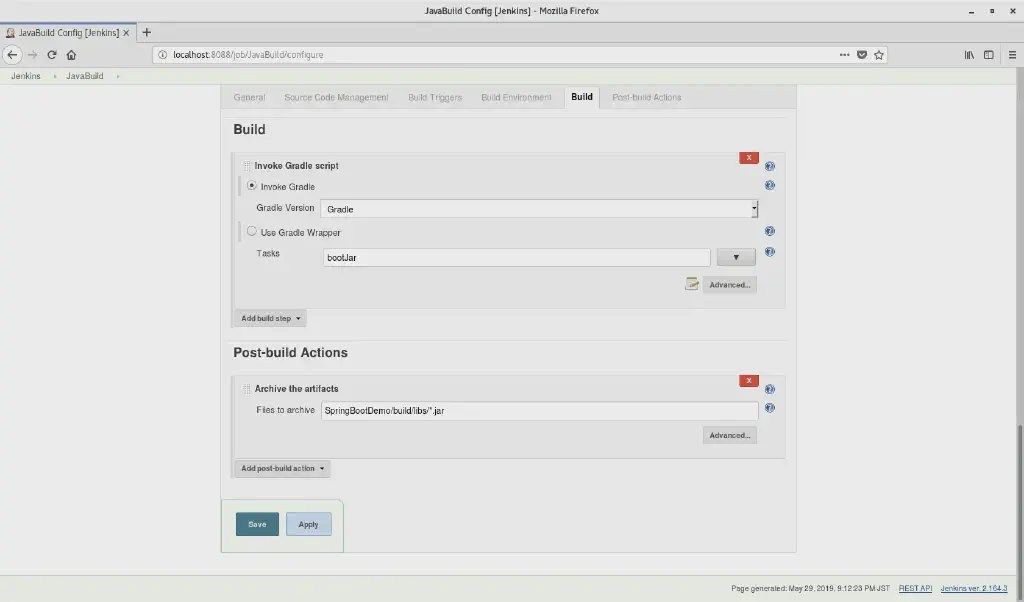 JavaBuild Config [Jenkins] - Mozilla Firefox
JavaBuild Config [Jenkins]
localhost:8088/job/JavaBuild/configure
Jenkins JavaBuild
General Source Code Management Build Triggers Build Environment Build Post-build Actions
Build
X
Invoke Gradle script
Invoke Gradle
Gradle Version Gradle
Use Gradle Wrapper
Tasks bootJar
Advanced...
Add build step
Post-build Actions
X
Archive the artifacts
Files to archive SpringBootDemo/build/libs/*.jar
Advanced...
Add post-build action
Save Apply
Page generated: May 29, 2019, 9:12:23 PM JST REST API Jenkins ver. 2.164.3